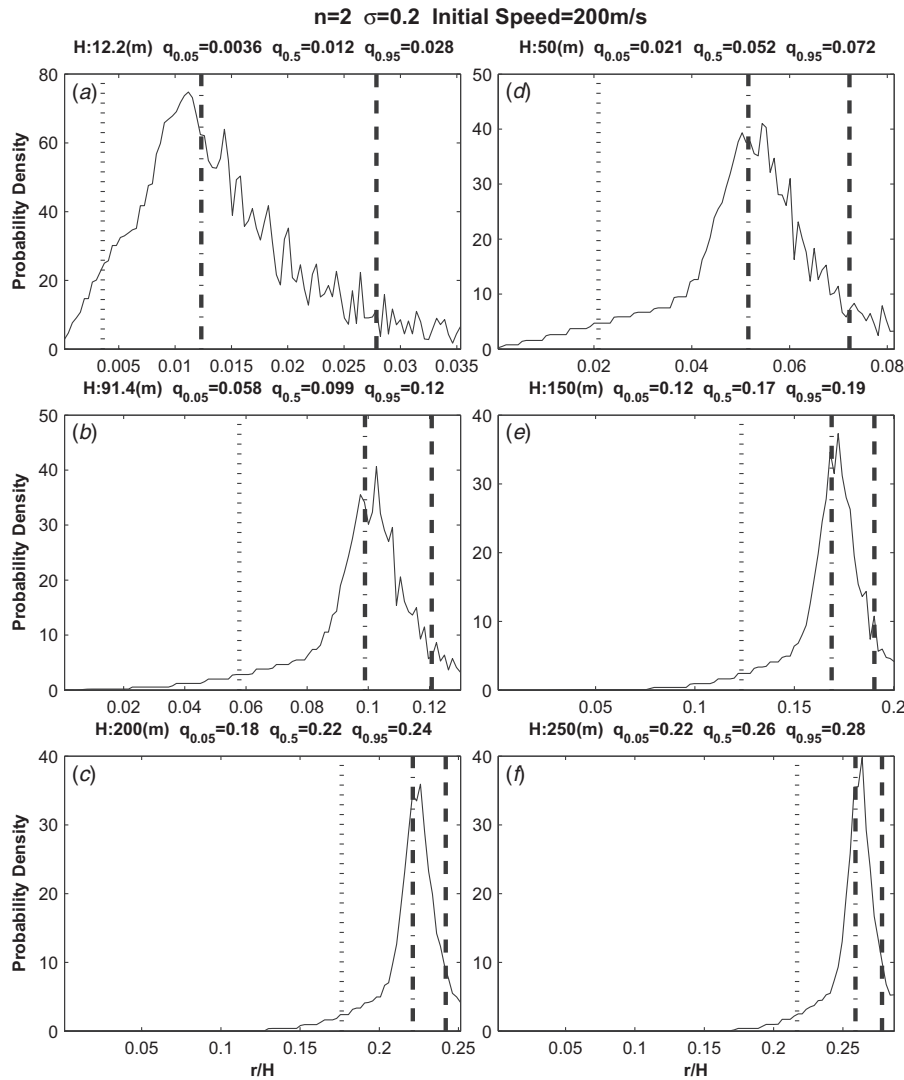 n=2 σ=0.2 Initial Speed=200m/s
H:12.2(m) q0.05=0.0036 q0.5=0.012 q0.95=0.028
(a)
Probability Density
80
60
40
20
0
0.005 0.01 0.015 0.02 0.025 0.03 0.035
H:50(m) q0.05=0.021 q0.5=0.052 q0.95=0.072
(d)
50
40
30
20
10
0
0.02 0.04 0.06 0.08
H:91.4(m) q0.05=0.058 q0.5=0.099 q0.95=0.12
(b)
Probability Density
50
40
30
20
10
0
0.02 0.04 0.06 0.08 0.1 0.12
H:150(m) q0.05=0.12 q0.5=0.17 q0.95=0.19
(e)
40
30
20
10
0
0.05 0.1 0.15 0.2
H:200(m) q0.05=0.18 q0.5=0.22 q0.95=0.24
(c)
Probability Density
40
30
20
10
0
0.05 0.1 0.15 0.2 0.25
r/H
H:250(m) q0.05=0.22 q0.5=0.26 q0.95=0.28
(f)
40
30
20
10
0
0.05 0.1 0.15 0.2 0.25
r/H